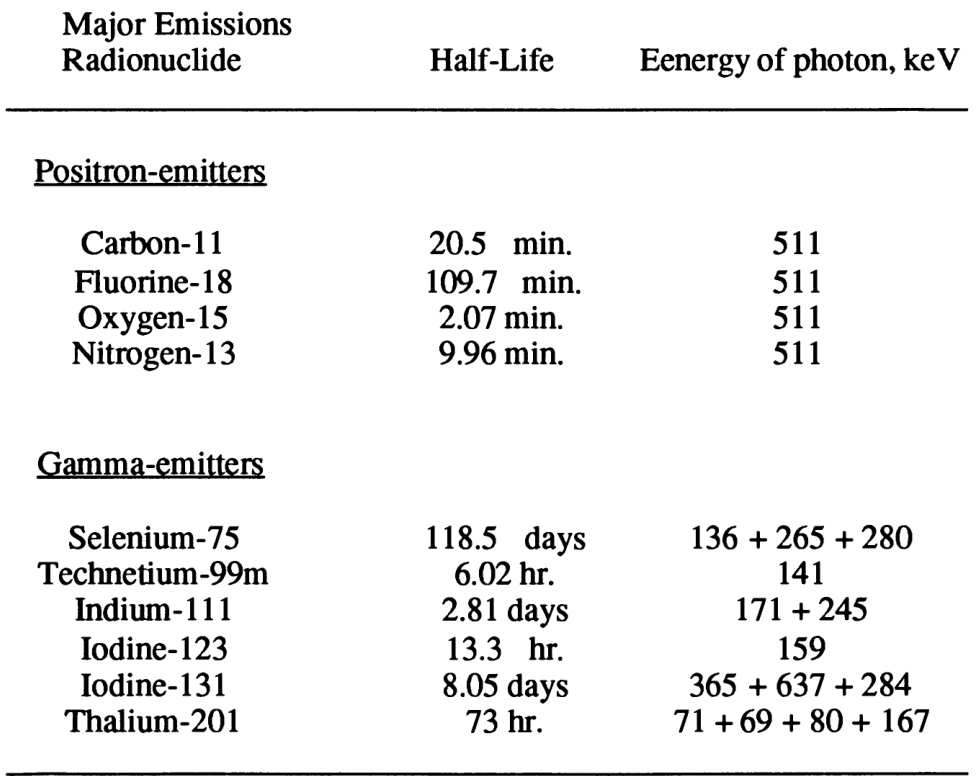 Major Emissions
Radionuclide Half-Life Eenergy of photon, keV
Positron-emitters
Carbon-11 20.5 min. 511
Fluorine-18 109.7 min. 511
Oxygen-15 2.07 min. 511
Nitrogen-13 9.96 min. 511
Gamma-emitters
Selenium-75 118.5 days 136 + 265 + 280
Technetium-99m 6.02 hr. 141
Indium-111 2.81 days 171 + 245
Iodine-123 13.3 hr. 159
Iodine-131 8.05 days 365 + 637 + 284
Thalium-201 73 hr. 71 + 69 + 80 + 167